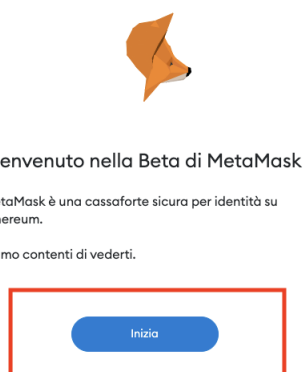 envenuto nella Beta di MetaMask
etaMask è una cassaforte sicura per identità su
hereum.
mo contenti di vederti.
Inizia